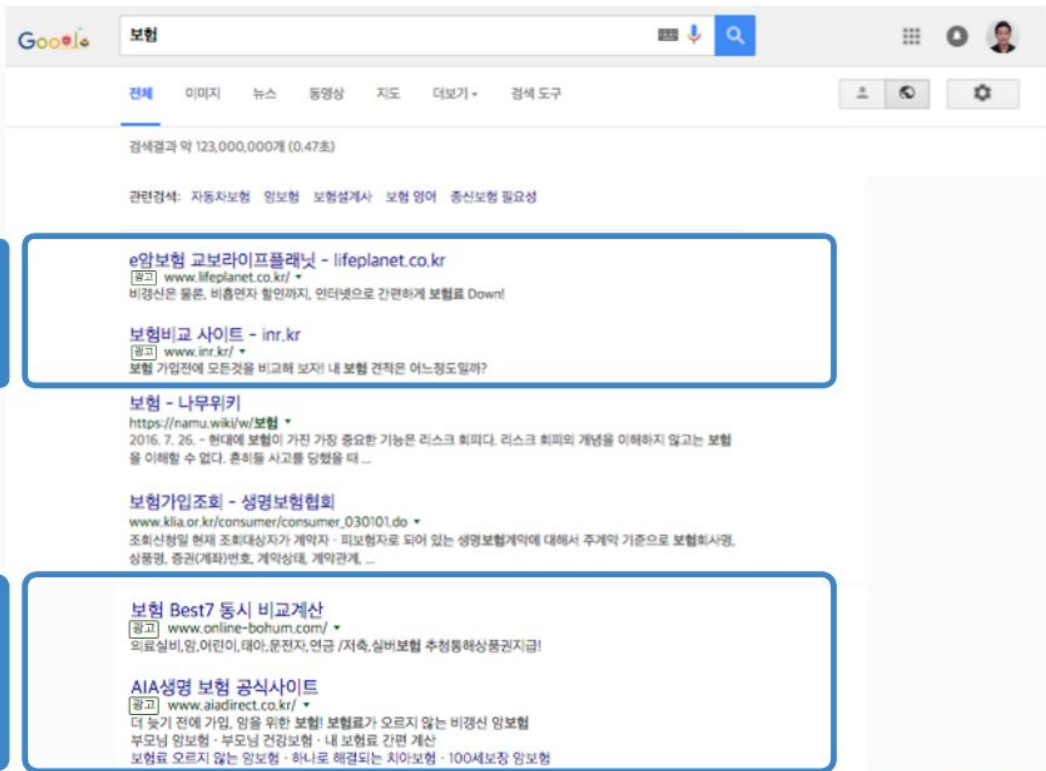 Google
보험
전체 이미지 뉴스 동영상 지도 더보기 검색 도구
검색결과 약 123,000,000개 (0.47초)
관련검색: 자동차보험 암보험 보험설계사 보험 영어 종신보험 필요성
e암보험 교보라이프플래닛 - lifeplanet.co.kr
광고 www.lifeplanet.co.kr/
비갱신은 물론, 비흡연자 할인까지, 인터넷으로 간편하게 보험료 Down!
보험비교 사이트 - inr.kr
광고 www.inr.kr/
보험 가입전에 모든것을 비교해 보자! 내 보험 견적은 어느정도일까?
보험 - 나무위키
https://namu.wiki/w/보험
2016. 7. 26. - 현대에 보험이 가진 가장 중요한 기능은 리스크 회피다. 리스크 회피의 개념을 이해하지 않고는 보험
을 이해할 수 없다. 흔히들 사고를 당했을 때 ...
보험가입조회 - 생명보험협회
www.klia.or.kr/consumer/consumer_030101.do
조회신청일 현재 조회대상자가 계약자 · 피보험자로 되어 있는 생명보험계약에 대해서 주계약 기준으로 보험회사명,
상품명, 증권(계좌)번호, 계약상태, 계약관계, ...
보험 Best7 동시 비교계산
광고 www.online-bohum.com/
의료실비,암,어린이,태아,운전자,연금 /저축,실버보험 추첨통해상품권지급!
AIA생명 보험 공식사이트
광고 www.aiadirect.co.kr/
더 늦기 전에 가입, 암을 위한 보험! 보험료가 오르지 않는 비갱신 암보험
부모님 암보험 · 부모님 건강보험 · 내 보험료 간편 계산
보험료 오르지 않는 암보험 · 하나로 해결되는 치아보험 · 100세보장 암보험